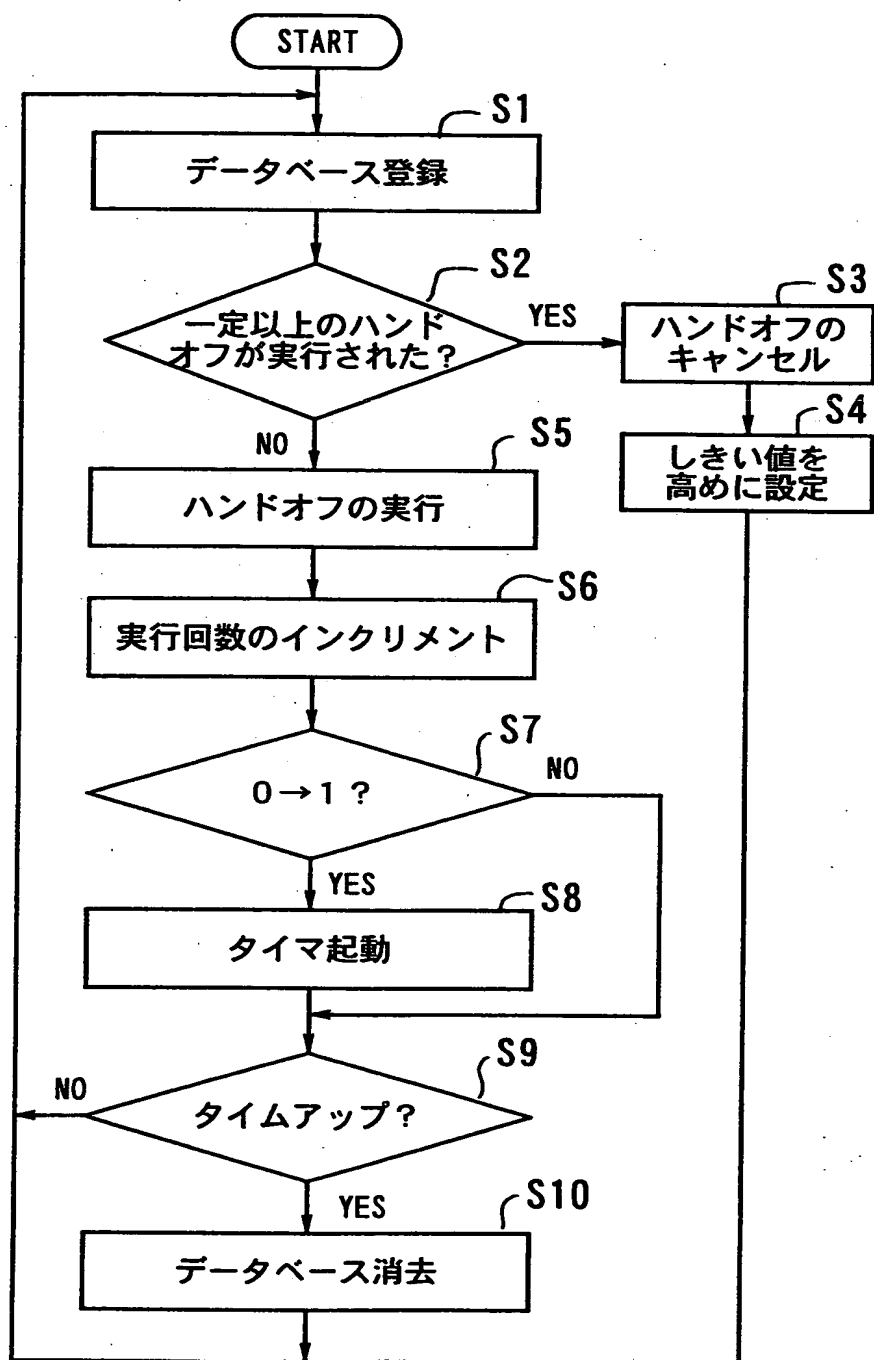 START
S1
データベース登録
S2
一定以上のハンド
オフが実行された？
YES
S3
ハンドオフの
キャンセル
S4
しきい値を
高めに設定
NO
S5
ハンドオフの実行
S6
実行回数のインクリメント
S7
0→1？
NO
YES
S8
タイマ起動
S9
タイムアップ？
NO
YES
S10
データベース消去